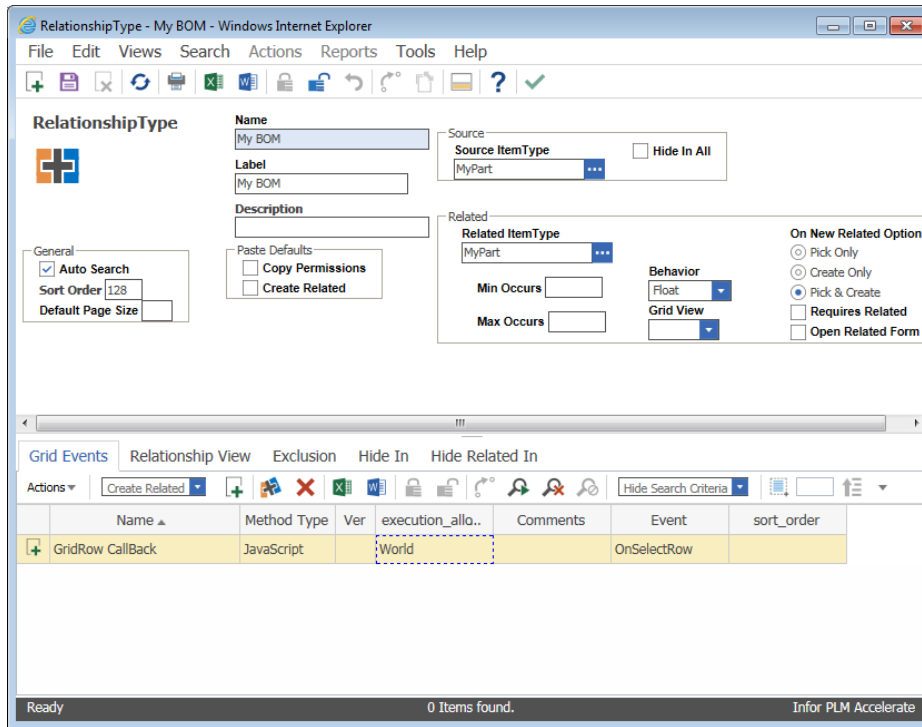 RelationshipType - My BOM - Windows Internet Explorer
File Edit Views Search Actions Reports Tools Help
RelationshipType
Name
My BOM
Label
My BOM
Description
Source
Source ItemType
MyPart
Hide In All
General
Auto Search
Sort Order 128
Default Page Size
Paste Defaults
Copy Permissions
Create Related
Related
Related ItemType
MyPart
Min Occurs
Max Occurs
Behavior
Float
Grid View
On New Related Option
Pick Only
Create Only
Pick & Create
Requires Related
Open Related Form
Grid Events Relationship View Exclusion Hide In Hide Related In
Actions Create Related Hide Search Criteria
Name Method Type Ver execution_allo.. Comments Event sort_order
GridRow CallBack JavaScript World OnSelectRow
Ready 0 Items found. Infor PLM Accelerate